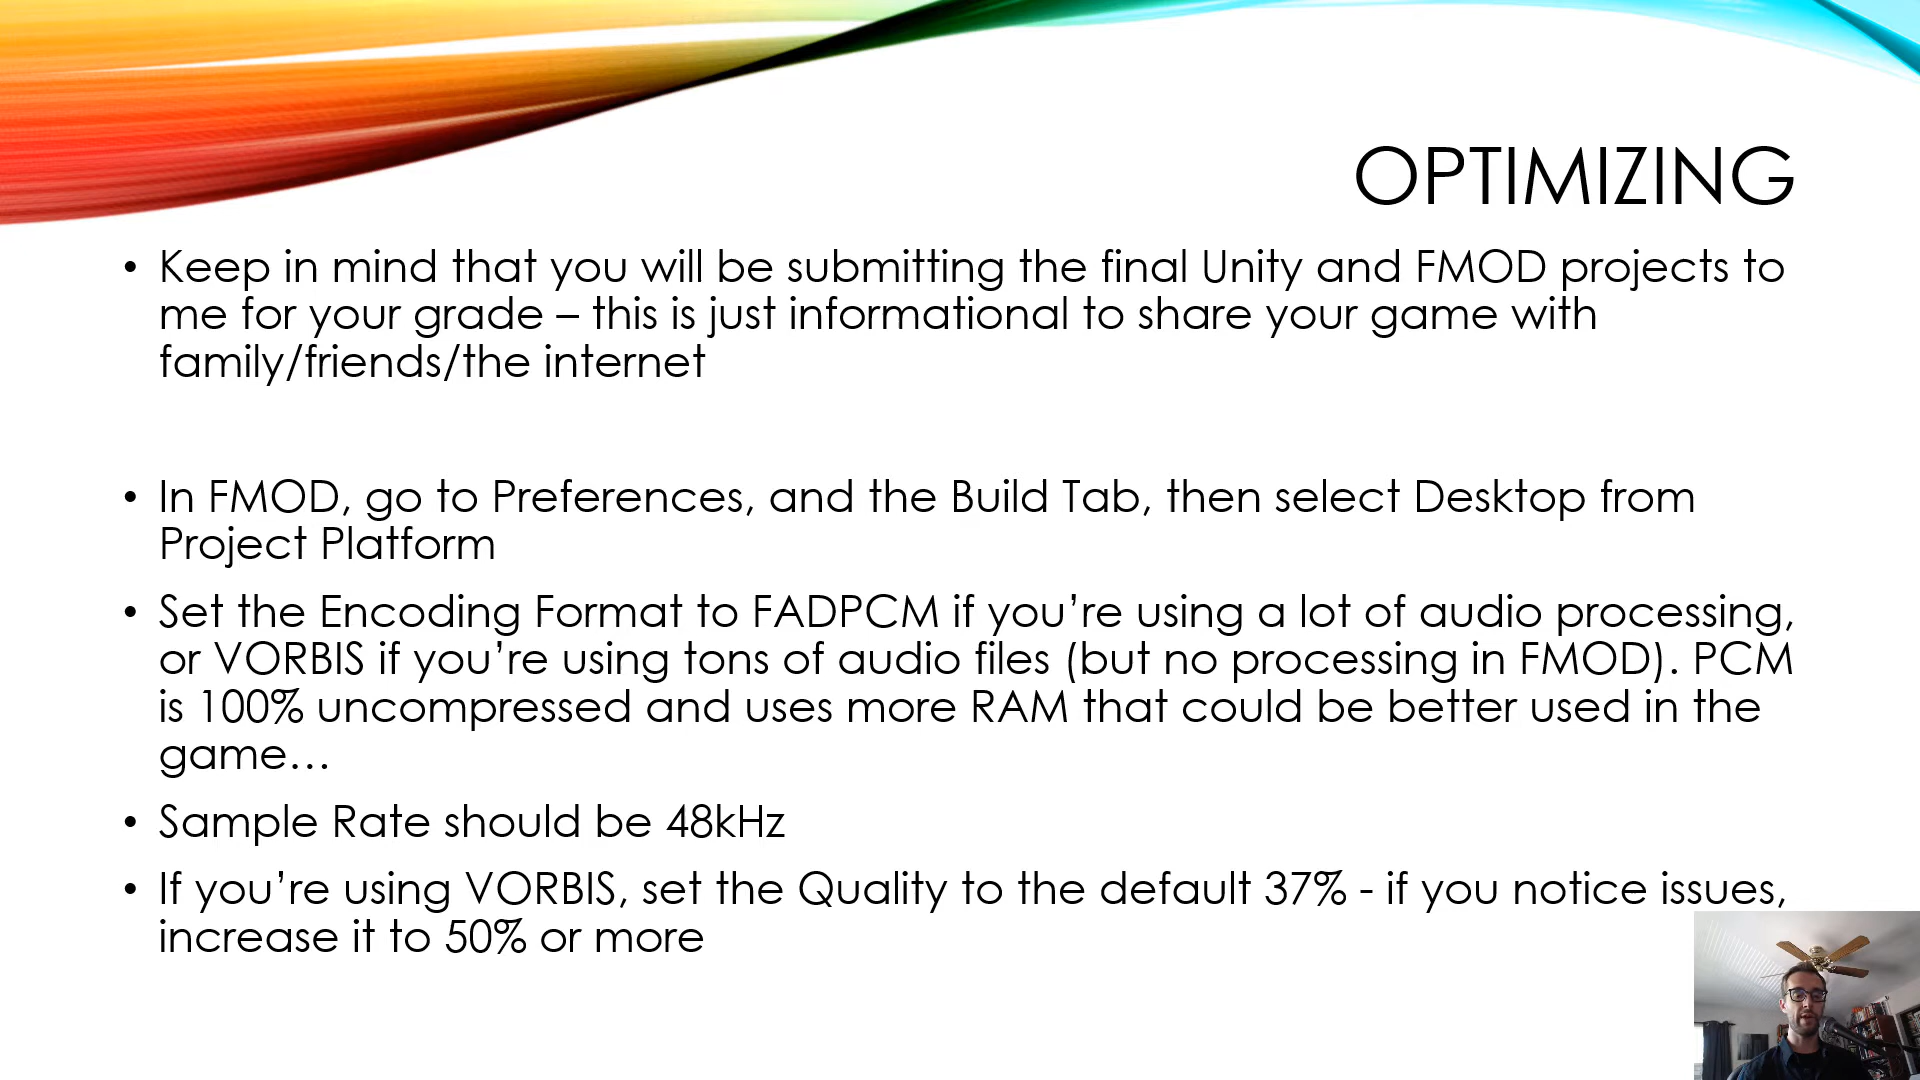 OPTIMIZING
• Keep in mind that you will be submitting the final Unity and FMOD projects to
me for your grade – this is just informational to share your game with
family/friends/the internet
• In FMOD, go to Preferences, and the Build Tab, then select Desktop from
Project Platform
• Set the Encoding Format to FADPCM if you’re using a lot of audio processing,
or VORBIS if you’re using tons of audio files (but no processing in FMOD). PCM
is 100% uncompressed and uses more RAM that could be better used in the
game…
• Sample Rate should be 48kHz
• If you’re using VORBIS, set the Quality to the default 37% - if you notice issues,
increase it to 50% or more